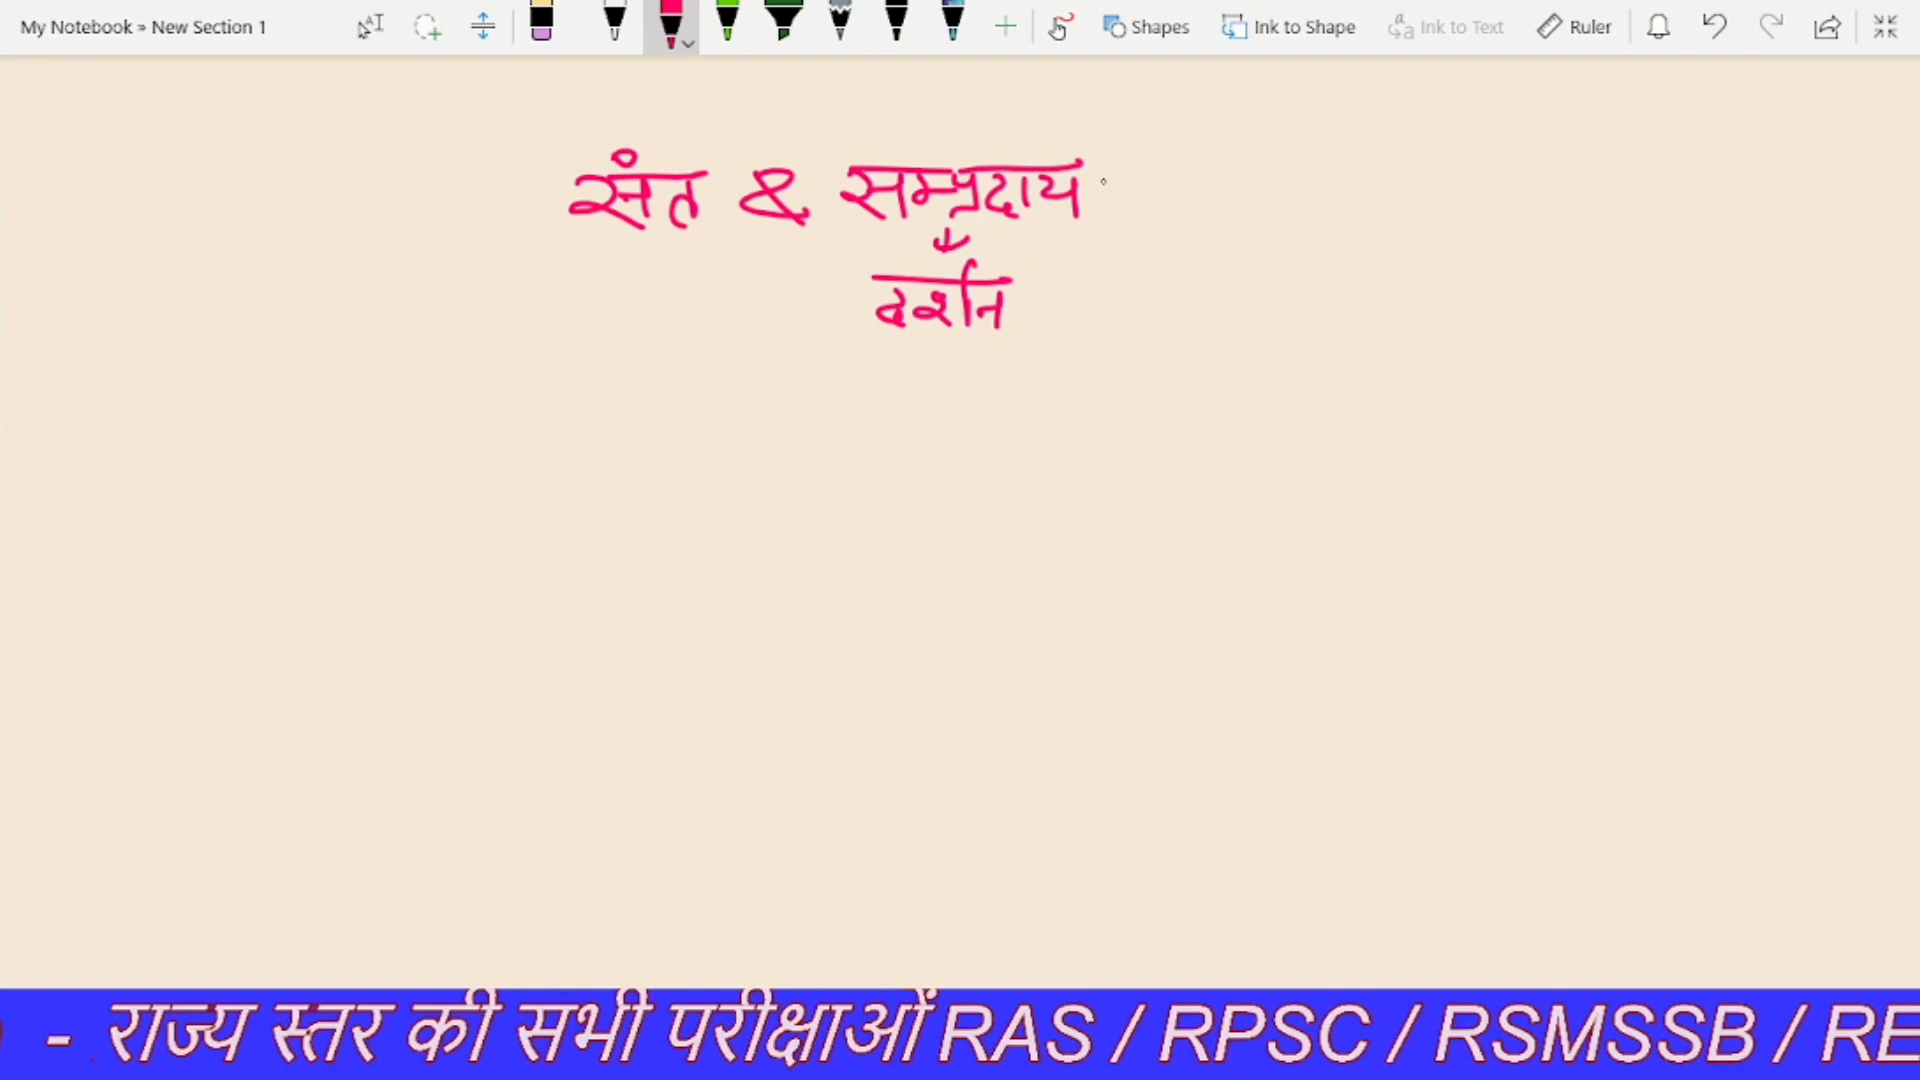 My Notebook » New Section 1 Shapes Ink to Shape Ink to Text Ruler
संत & सम्प्रदाय
↓
दर्शन
- राज्य स्तर की सभी परीक्षाओं RAS / RPSC / RSMSSB / RE